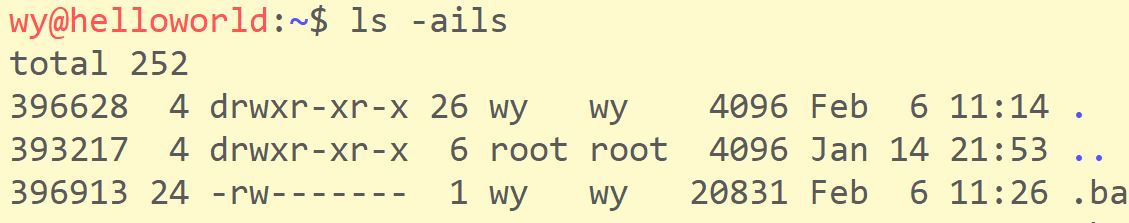 wy@helloworld:~$ ls -ails
total 252
396628  4 drwxr-xr-x 26 wy   wy    4096 Feb  6 11:14 .
393217  4 drwxr-xr-x  6 root root  4096 Jan 14 21:53 ..
396913 24 -rw-------  1 wy   wy   20831 Feb  6 11:26 .ba